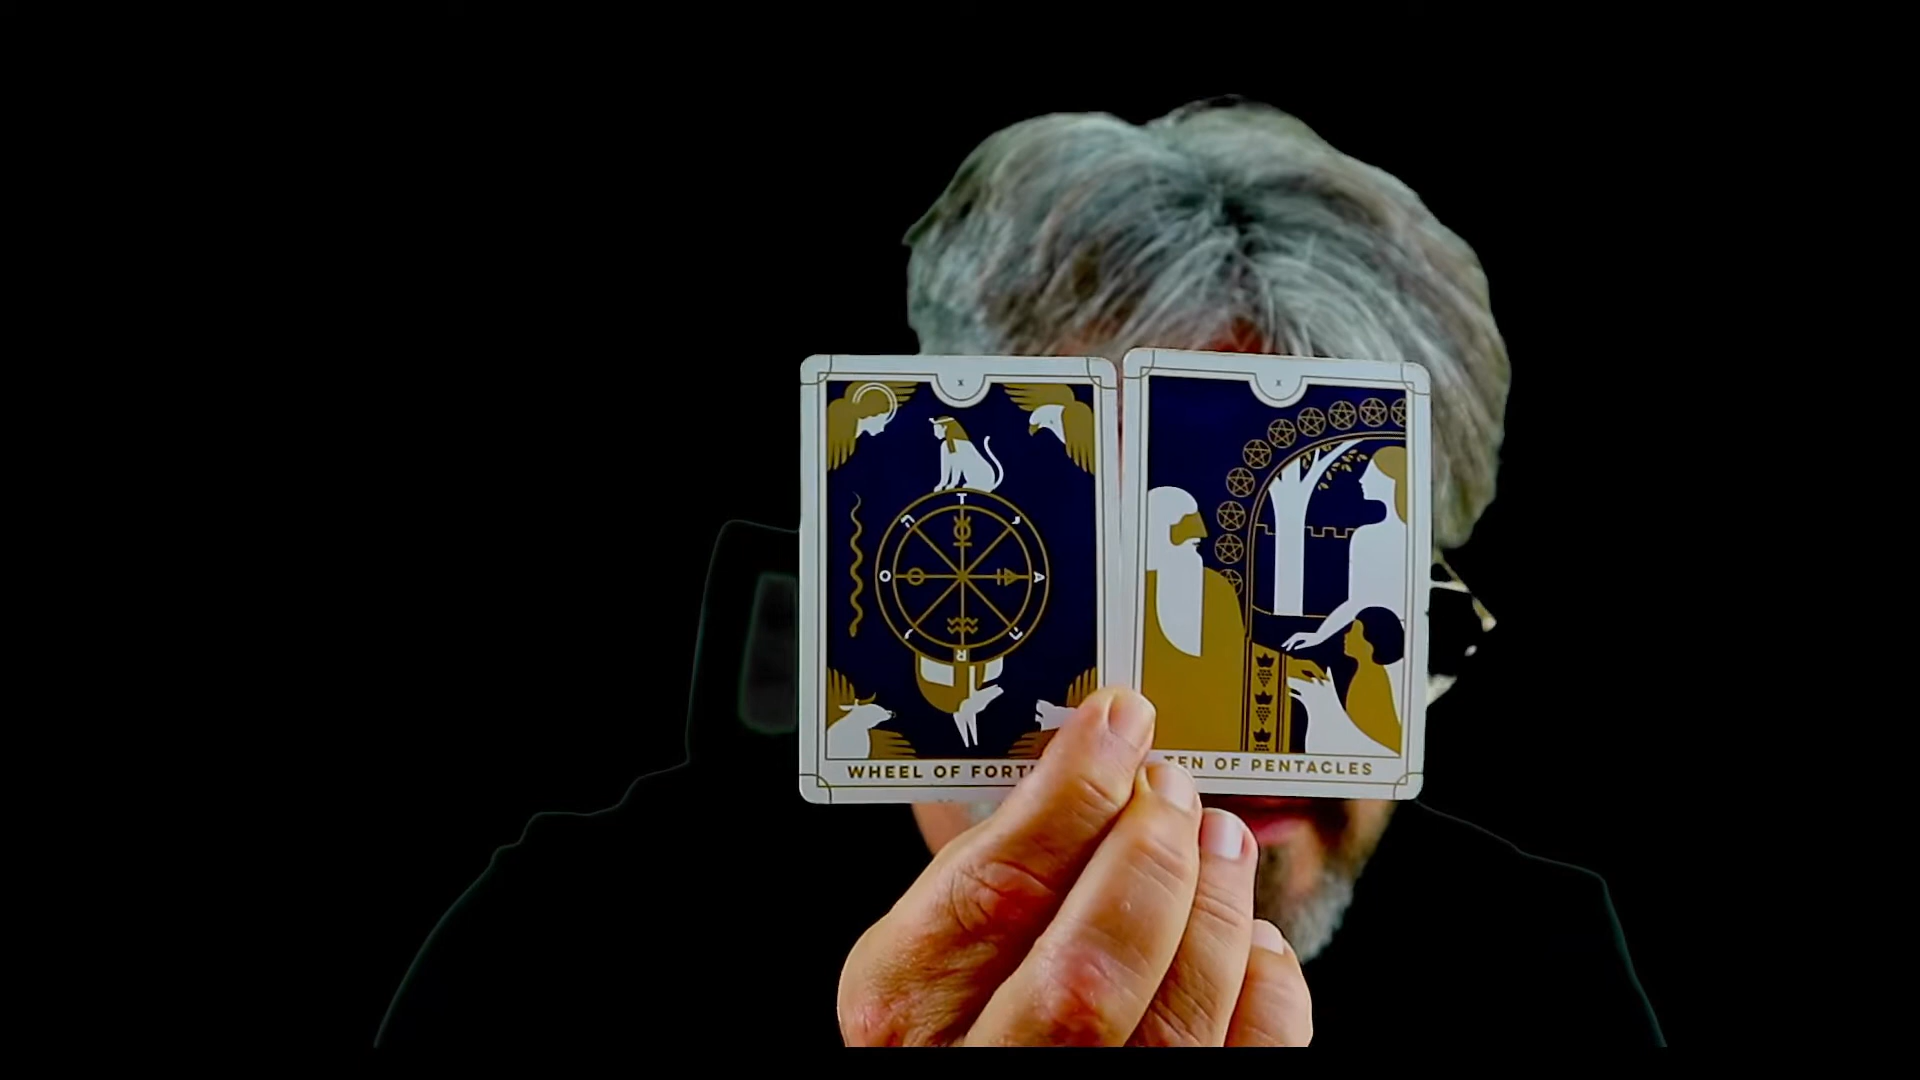 X
T
A
R
O
WHEEL OF FORT
X
TEN OF PENTACLES